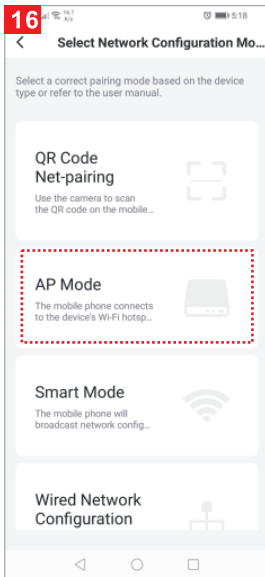 16
16.7
K/s
5:18
Select Network Configuration Mo...
Select a correct pairing mode based on the device
type or refer to the user manual.
QR Code
Net-pairing
Use the camera to scan
the QR code on the mobile...
AP Mode
The mobile phone connects
to the device's Wi-Fi hotsp...
Smart Mode
The mobile phone will
broadcast network config...
Wired Network
Configuration